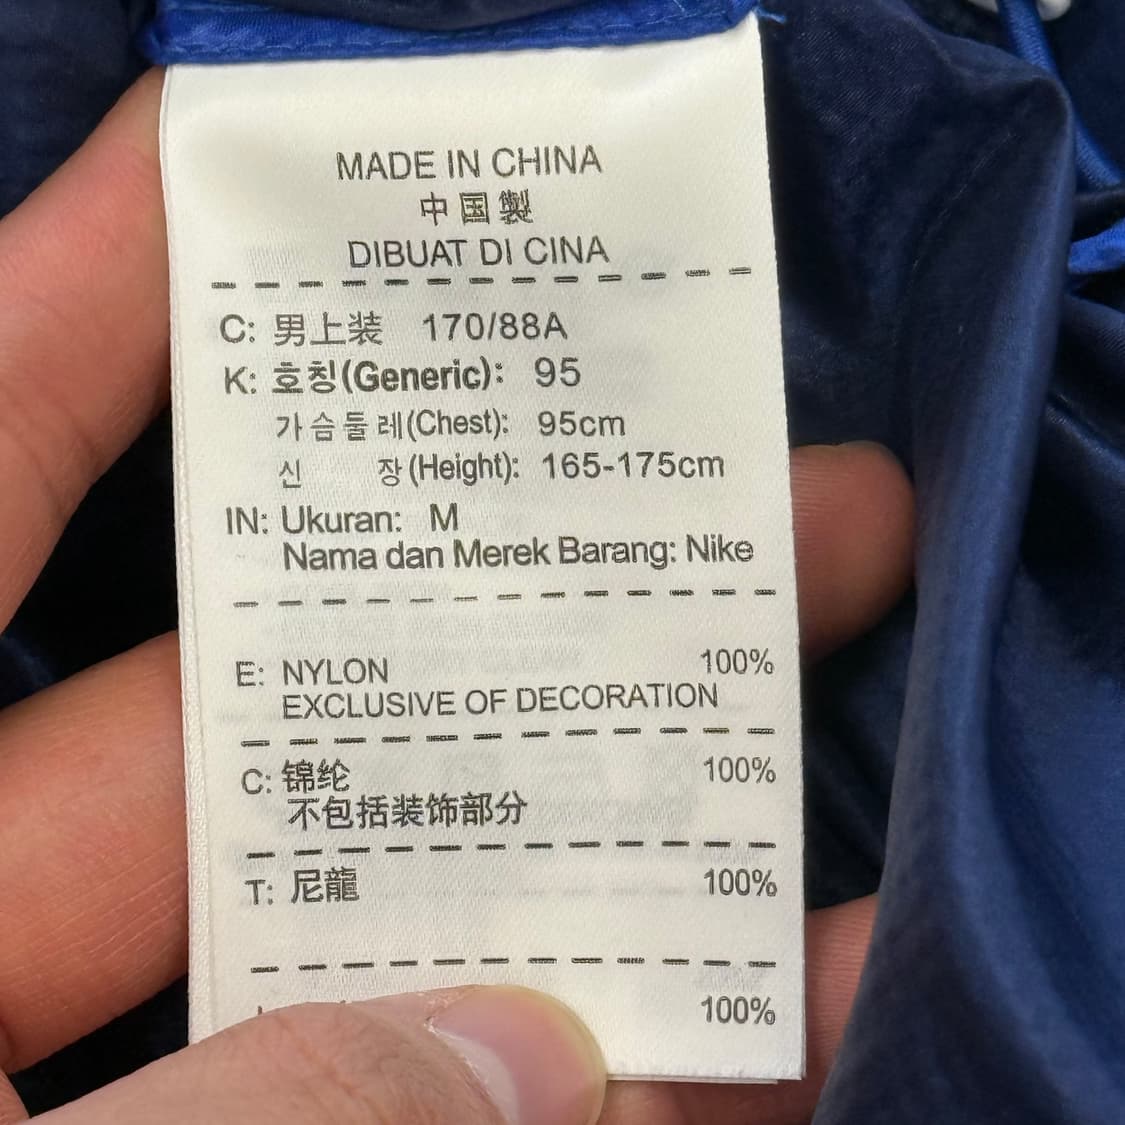 MADE IN CHINA
中国製
DIBUAT DI CINA
C: 男上装 170/88A
K: 호칭(Generic): 95
가슴둘레(Chest): 95cm
신 장(Height): 165-175cm
IN: Ukuran: M
Nama dan Merek Barang: Nike
E: NYLON 100%
EXCLUSIVE OF DECORATION
C: 锦纶 100%
不包括装饰部分
T: 尼龍 100%
100%